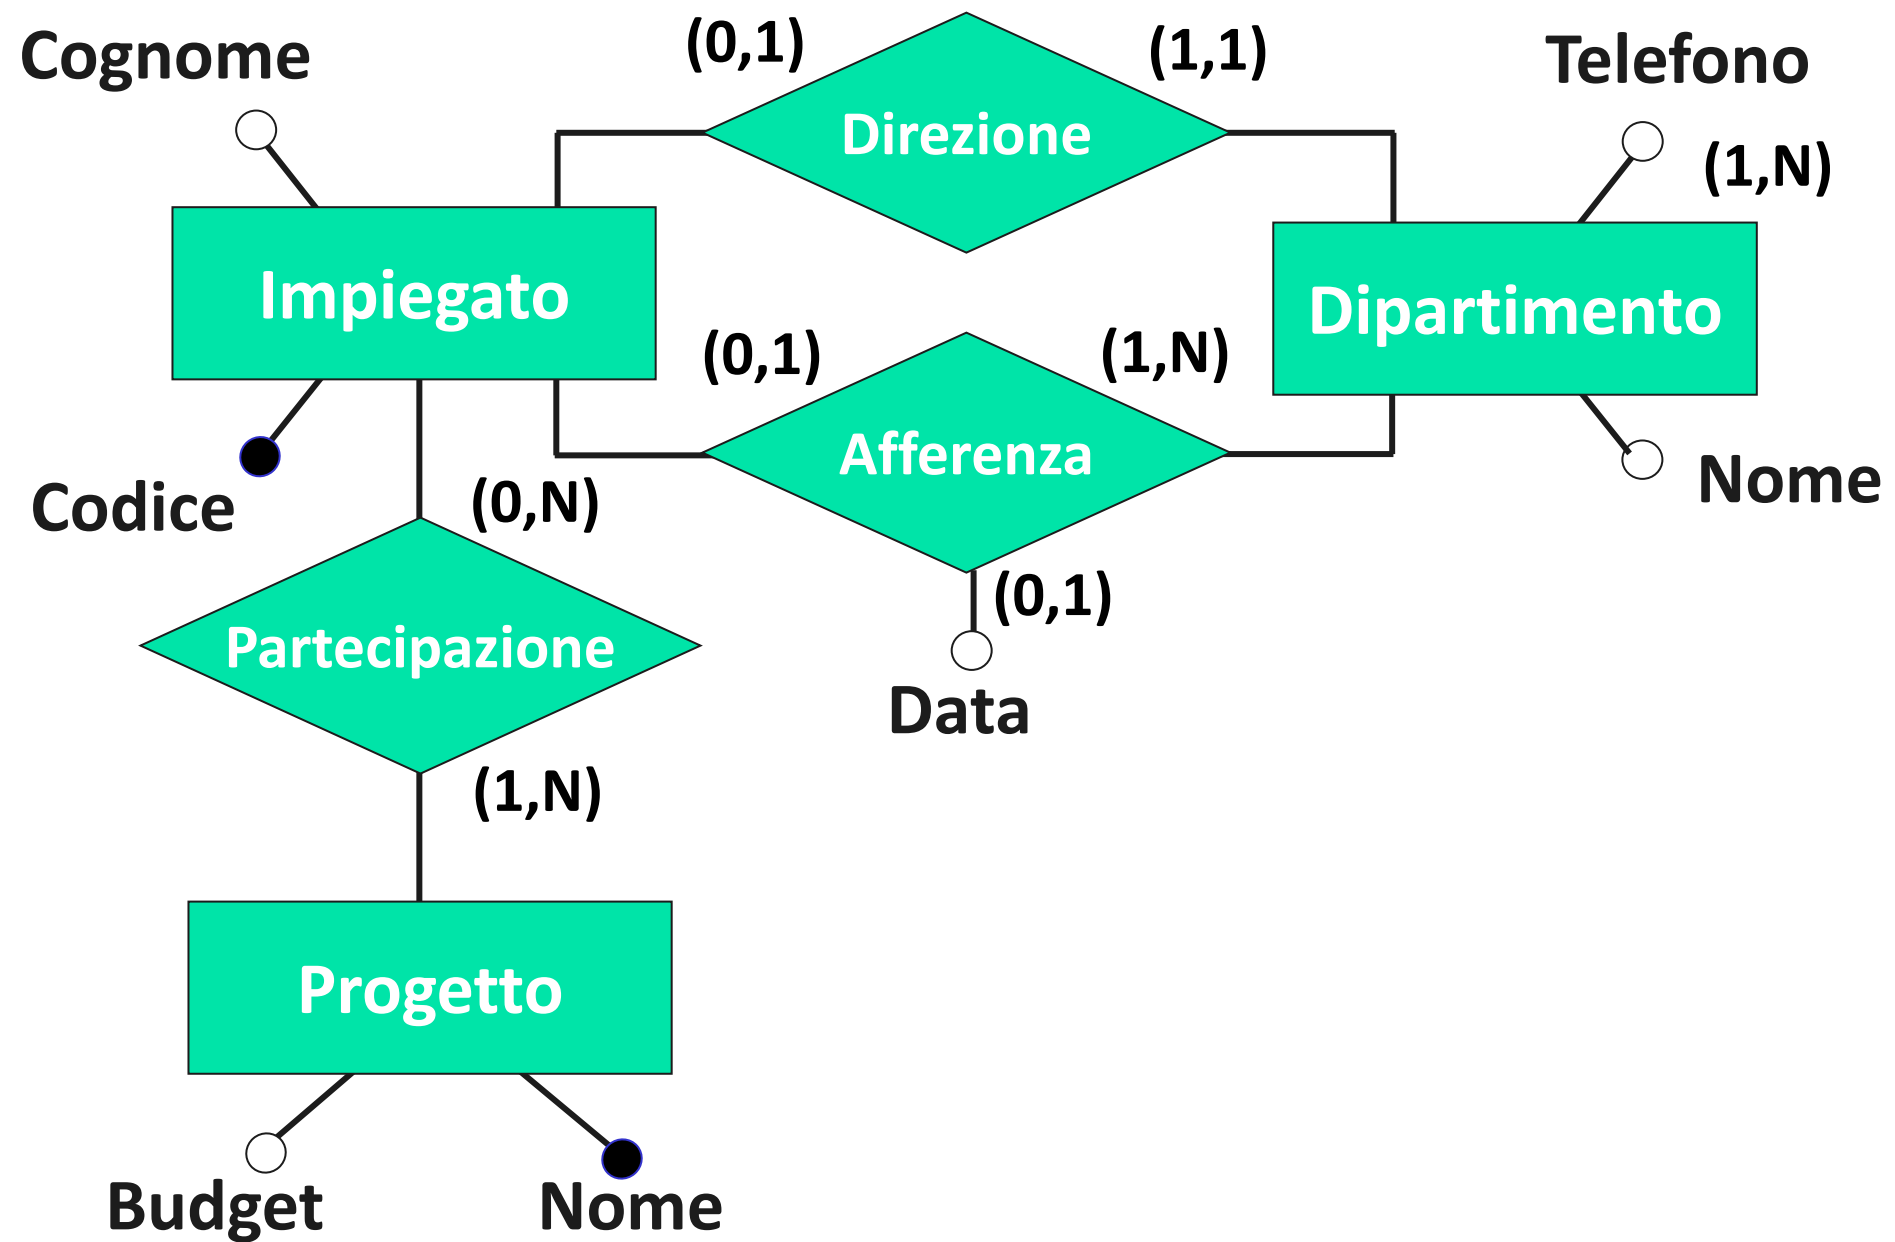 Cognome
(0,1)
(1,1)
Telefono
Direzione
(1,N)
Impiegato
Dipartimento
(0,1)
(1,N)
Afferenza
Codice
(0,N)
Nome
(0,1)
Partecipazione
Data
(1,N)
Progetto
Budget
Nome